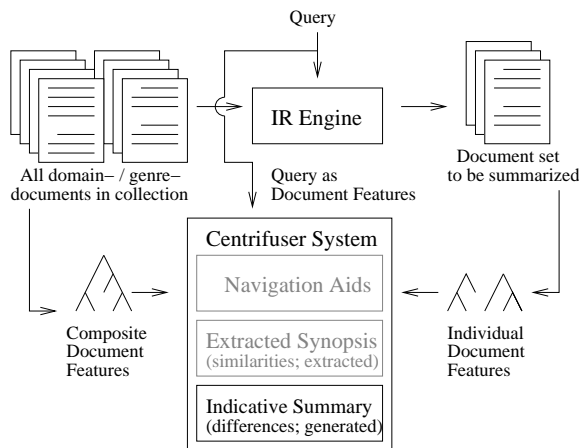 Query
IR Engine
All domain− / genre−
documents in collection
Query as
Document Features
Document set
to be summarized
Centrifuser System
Navigation Aids
Extracted Synopsis
(similarities; extracted)
Indicative Summary
(differences; generated)
Composite
Document
Features
Individual
Document
Features